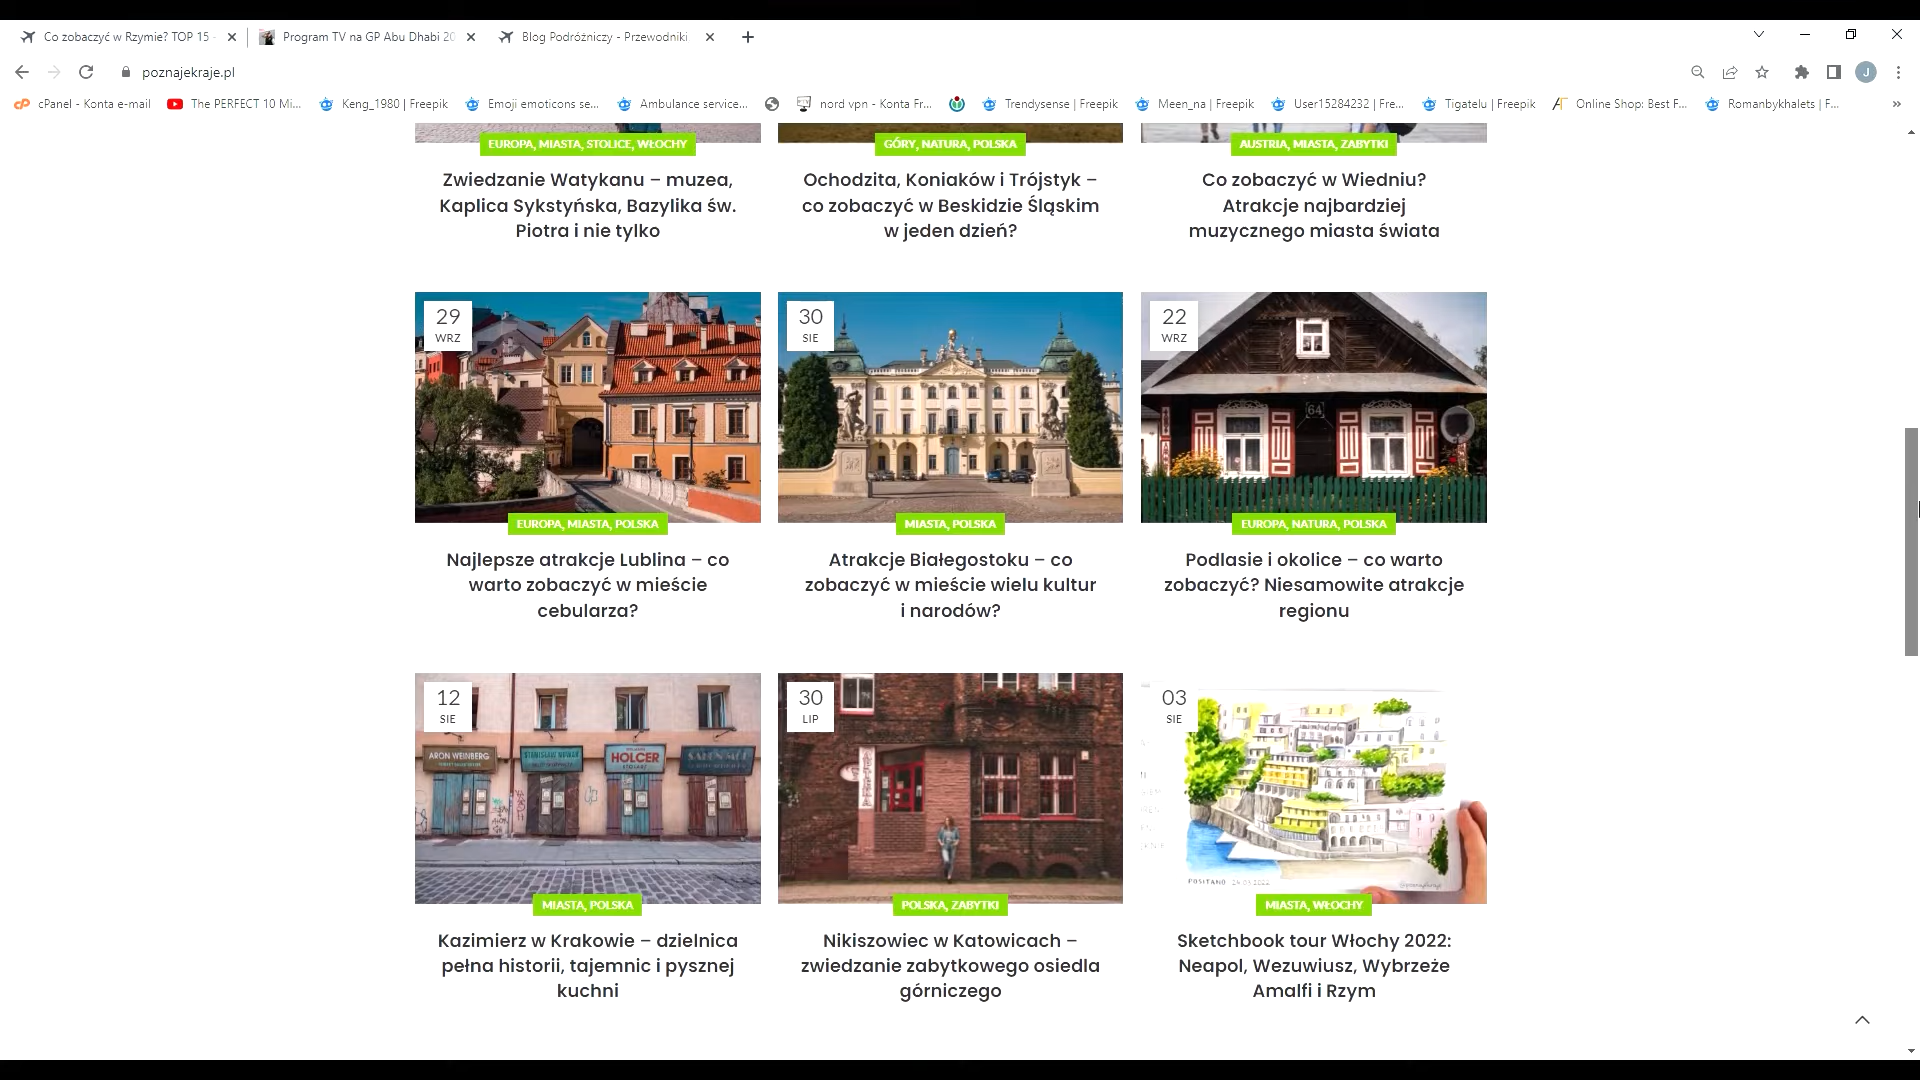 Co zobaczyć w Rzymie? TOP 15 -
Program TV na GP Abu Dhabi 20
Blog Podróżniczy - Przewodniki,
poznajekraje.pl
J
cPanel - Konta e-mail
The PERFECT 10 Mi...
Keng_1980 | Freepik
Emoji emoticons se...
Ambulance service...
nord vpn - Konta Fr...
Trendysense | Freepik
Meen_na | Freepik
User15284232 | Fre...
Tigatelu | Freepik
Online Shop: Best F...
Romanbykhalets | F...
EUROPA, MIASTA, STOLICE, WŁOCHY
Zwiedzanie Watykanu – muzea,
Kaplica Sykstyńska, Bazylika św.
Piotra i nie tylko
GÓRY, NATURA, POLSKA
Ochodzita, Koniaków i Trójstyk –
co zobaczyć w Beskidzie Śląskim
w jeden dzień?
AUSTRIA, MIASTA, ZABYTKI
Co zobaczyć w Wiedniu?
Atrakcje najbardziej
muzycznego miasta świata
29
WRZ
EUROPA, MIASTA, POLSKA
Najlepsze atrakcje Lublina – co
warto zobaczyć w mieście
cebularza?
30
SIE
MIASTA, POLSKA
Atrakcje Białegostoku – co
zobaczyć w mieście wielu kultur
i narodów?
22
WRZ
64
EUROPA, NATURA, POLSKA
Podlasie i okolice – co warto
zobaczyć? Niesamowite atrakcje
regionu
12
SIE
ARON WEINBERG
STANISŁAW NOWAK
HOLCER
MIASTA, POLSKA
Kazimierz w Krakowie – dzielnica
pełna historii, tajemnic i pysznej
kuchni
30
LIP
POLSKA, ZABYTKI
Nikiszowiec w Katowicach –
zwiedzanie zabytkowego osiedla
górniczego
03
SIE
POSITANO
MIASTA, WŁOCHY
Sketchbook tour Włochy 2022:
Neapol, Wezuwiusz, Wybrzeże
Amalfi i Rzym